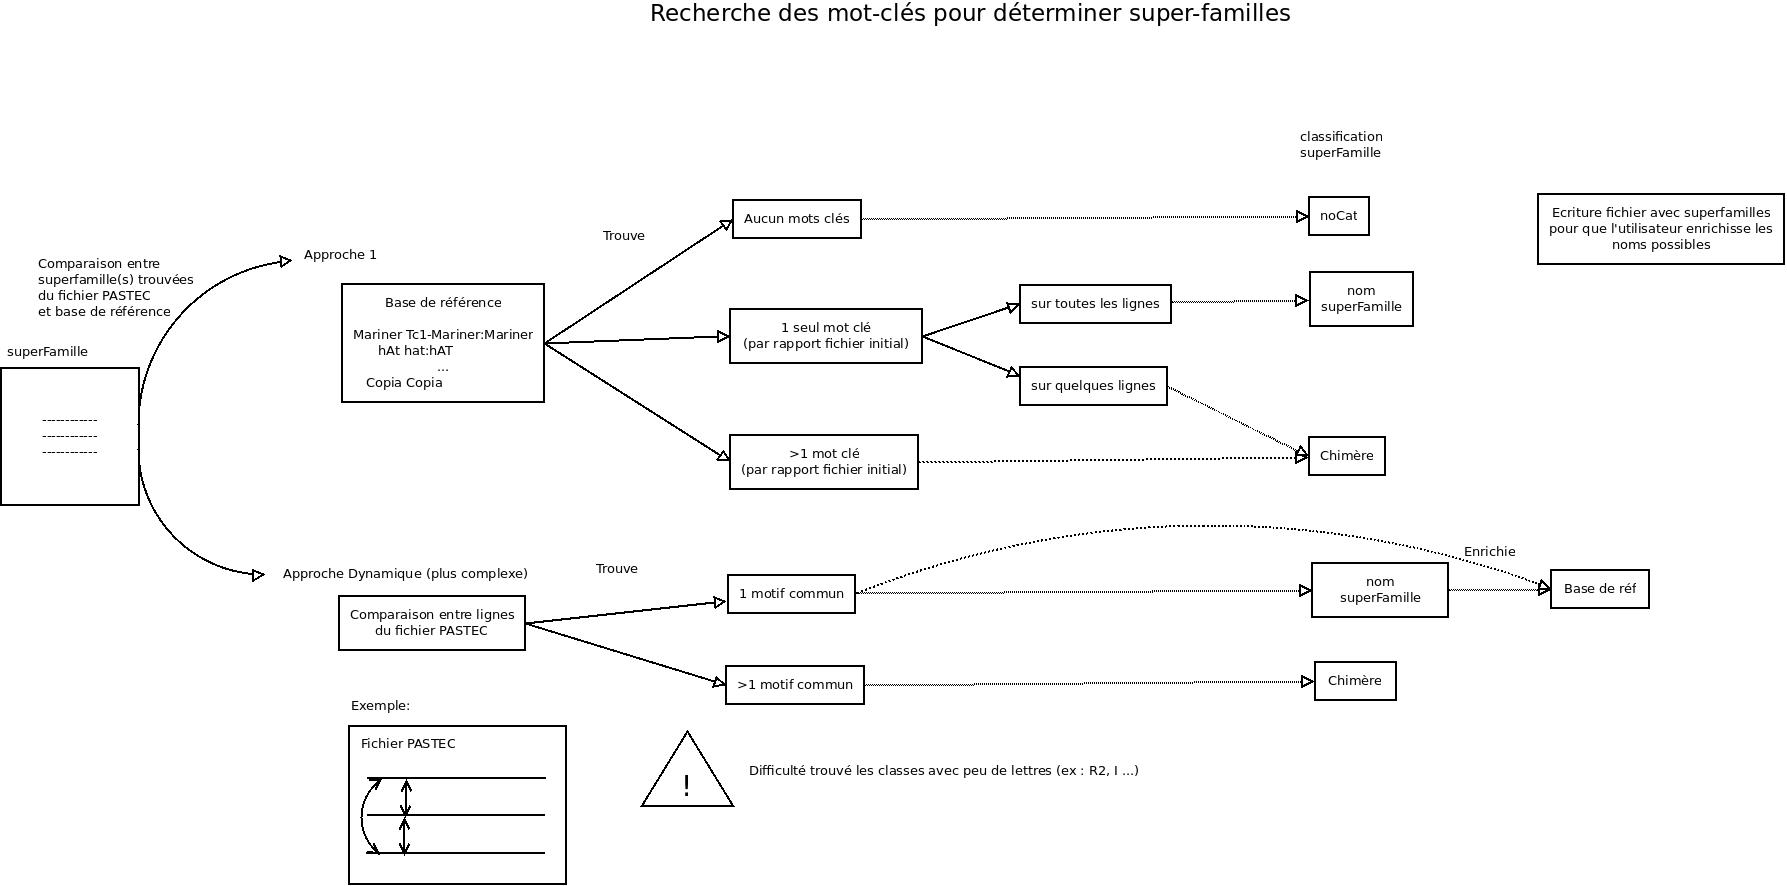 Recherche des mot-clés pour déterminer super-familles
classification
superFamille
Aucun mots clés
noCat
Ecriture fichier avec superfamilles
pour que l'utilisateur enrichisse les
noms possibles
Trouve
Approche 1
Comparaison entre
superfamille(s) trouvées
du fichier PASTEC
et base de référence
superFamille
------------
------------
------------
Base de référence
Mariner Tc1-Mariner:Mariner
hAt hat:hAT
...
Copia Copia
1 seul mot clé
(par rapport fichier initial)
sur toutes les lignes
nom
superFamille
sur quelques lignes
>1 mot clé
(par rapport fichier initial)
Chimère
Approche Dynamique (plus complexe)
Trouve
Comparaison entre lignes
du fichier PASTEC
1 motif commun
nom
superFamille
Enrichie
Base de réf
>1 motif commun
Chimère
Exemple:
Fichier PASTEC
!
Difficulté trouvé les classes avec peu de lettres (ex : R2, I ...)